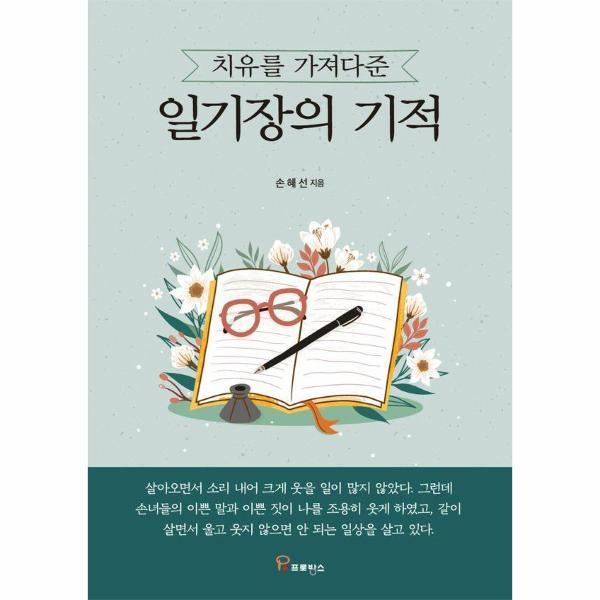 치유를 가져다준
일기장의 기적
손혜선 지음
살아오면서 소리 내어 크게 웃을 일이 많지 않았다. 그런데
손녀들의 이쁜 말과 이쁜 짓이 나를 조용히 웃게 하였고, 같이
살면서 울고 웃지 않으면 안 되는 일상을 살고 있다.
프로방스